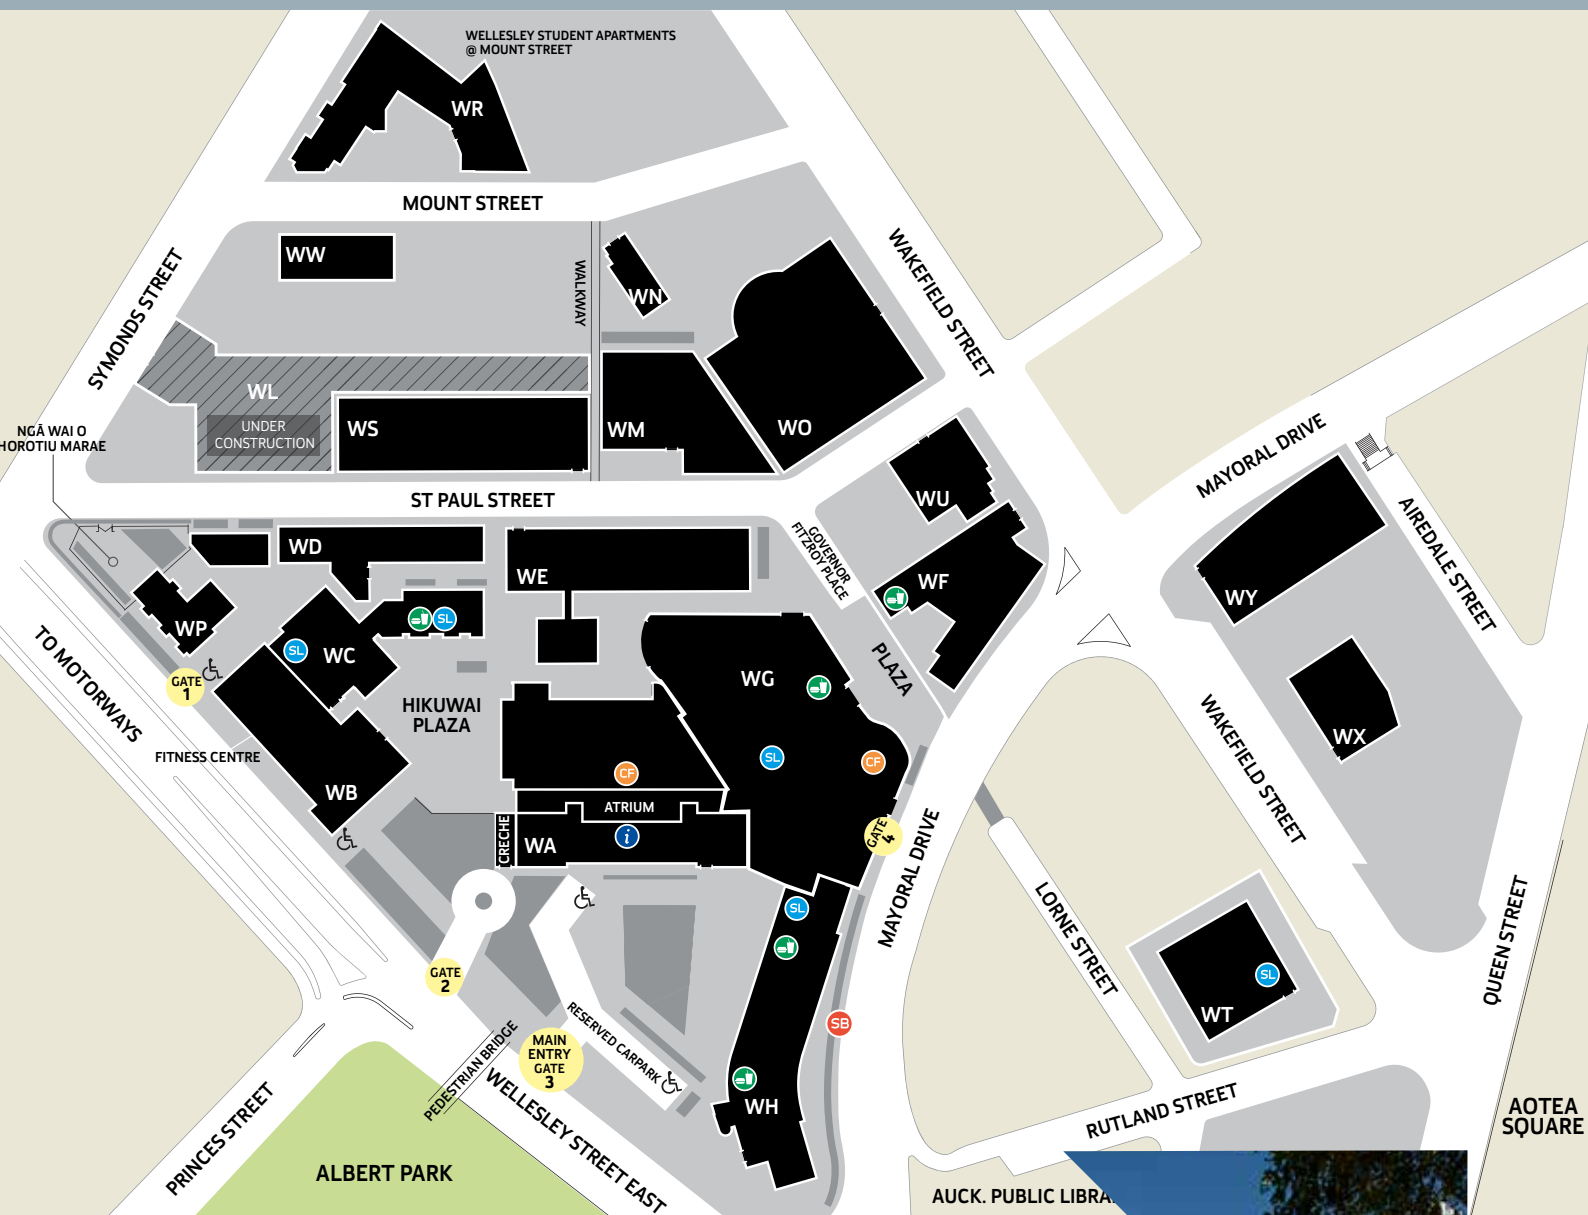 WELLESLEY STUDENT APARTMENTS
@ MOUNT STREET
WR
MOUNT STREET
WW
WALKWAY
WN
WAKEFIELD STREET
SYMONDS STREET
WL
UNDER
CONSTRUCTION
WS
WM
WO
NGĀ WAI O
HOROTIU MARAE
MAYORAL DRIVE
ST PAUL STREET
WU
GOVERNOR
FITZROY PLACE
AIREDALE STREET
WD
WE
WF
WY
WP
SL
WC
SL
GATE
1
TO MOTORWAYS
HIKUWAI
PLAZA
WG
PLAZA
WX
WAKEFIELD STREET
FITNESS CENTRE
WB
CF
SL
CF
ATRIUM
CRECHE
WA
i
GATE
4
MAYORAL DRIVE
LORNE STREET
QUEEN STREET
SL
GATE
2
SL
WT
SB
RESERVED CARPARK
MAIN
ENTRY
GATE
3
PEDESTRIAN BRIDGE
WH
WELLESLEY STREET EAST
PRINCES STREET
RUTLAND STREET
AOTEA
SQUARE
ALBERT PARK
AUCK. PUBLIC